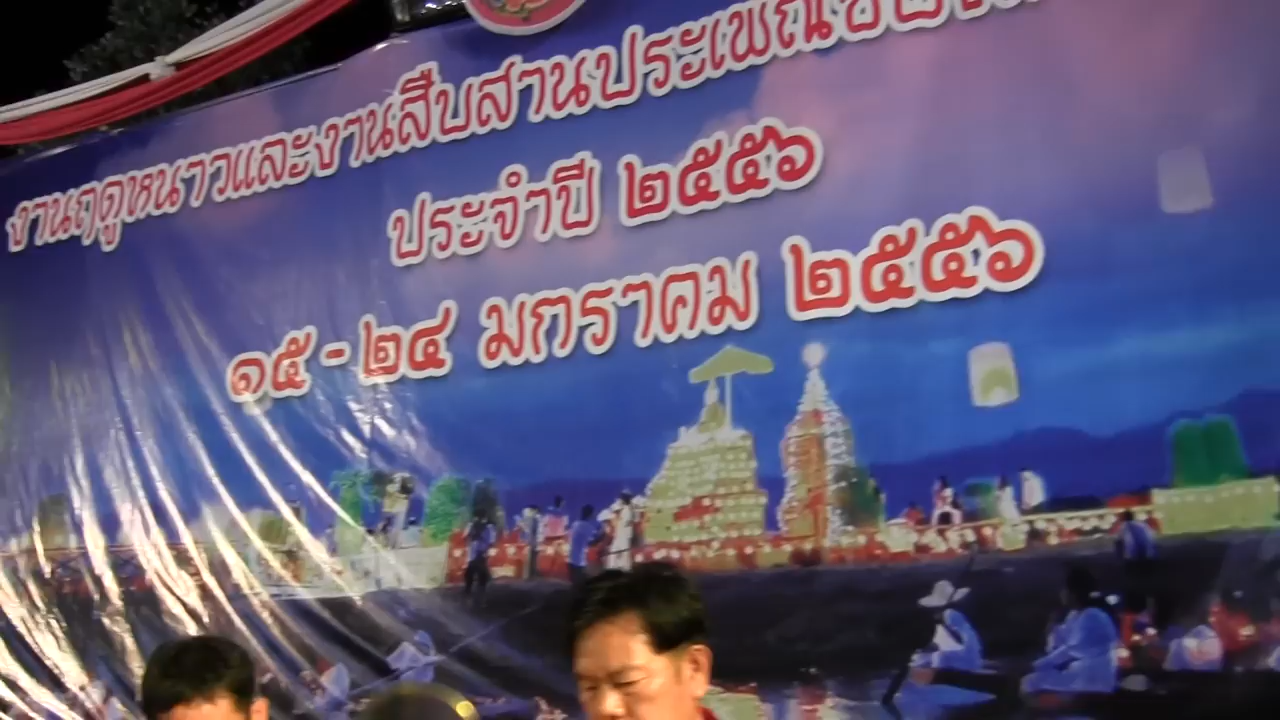 งานฤดูหนาวและงานสืบสานประเพณี
ประจำปี ๒๕๕๖
๑๕ - ๒๔ มกราคม ๒๕๕๖